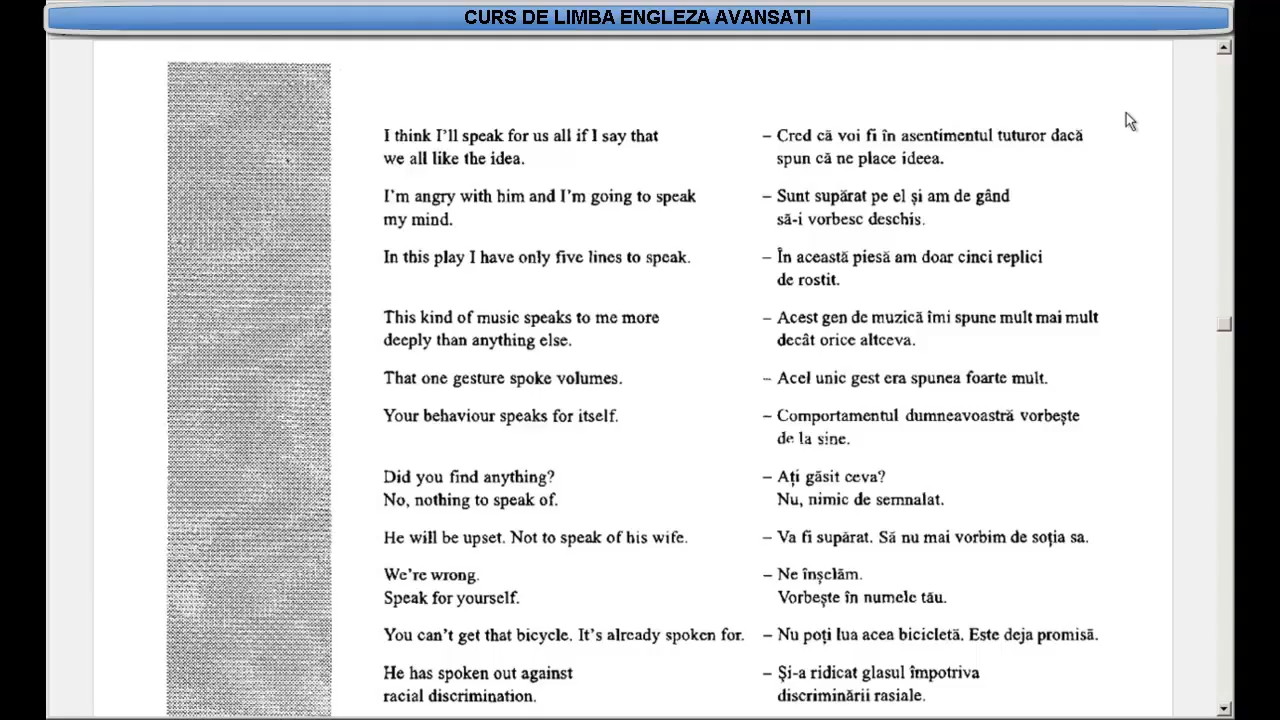 CURS DE LIMBA ENGLEZA AVANSATI
I think I'll speak for us all if I say that
we all like the idea.
– Cred că voi fi în asentimentul tuturor dacă
spun că ne place ideea.
I'm angry with him and I'm going to speak
my mind.
– Sunt supărat pe el și am de gând
să-i vorbesc deschis.
In this play I have only five lines to speak.
– În această piesă am doar cinci replici
de rostit.
This kind of music speaks to me more
deeply than anything else.
– Acest gen de muzică îmi spune mult mai mult
decât orice altceva.
That one gesture spoke volumes.
– Acel unic gest era spunea foarte mult.
Your behaviour speaks for itself.
– Comportamentul dumneavoastră vorbește
de la sine.
Did you find anything?
No, nothing to speak of.
– Ați găsit ceva?
Nu, nimic de semnalat.
He will be upset. Not to speak of his wife.
– Va fi supărat. Să nu mai vorbim de soția sa.
We're wrong.
Speak for yourself.
– Ne înșelăm.
Vorbește în numele tău.
You can't get that bicycle. It's already spoken for.
– Nu poți lua acea bicicletă. Este deja promisă.
He has spoken out against
racial discrimination.
– Și-a ridicat glasul împotriva
discriminării rasiale.